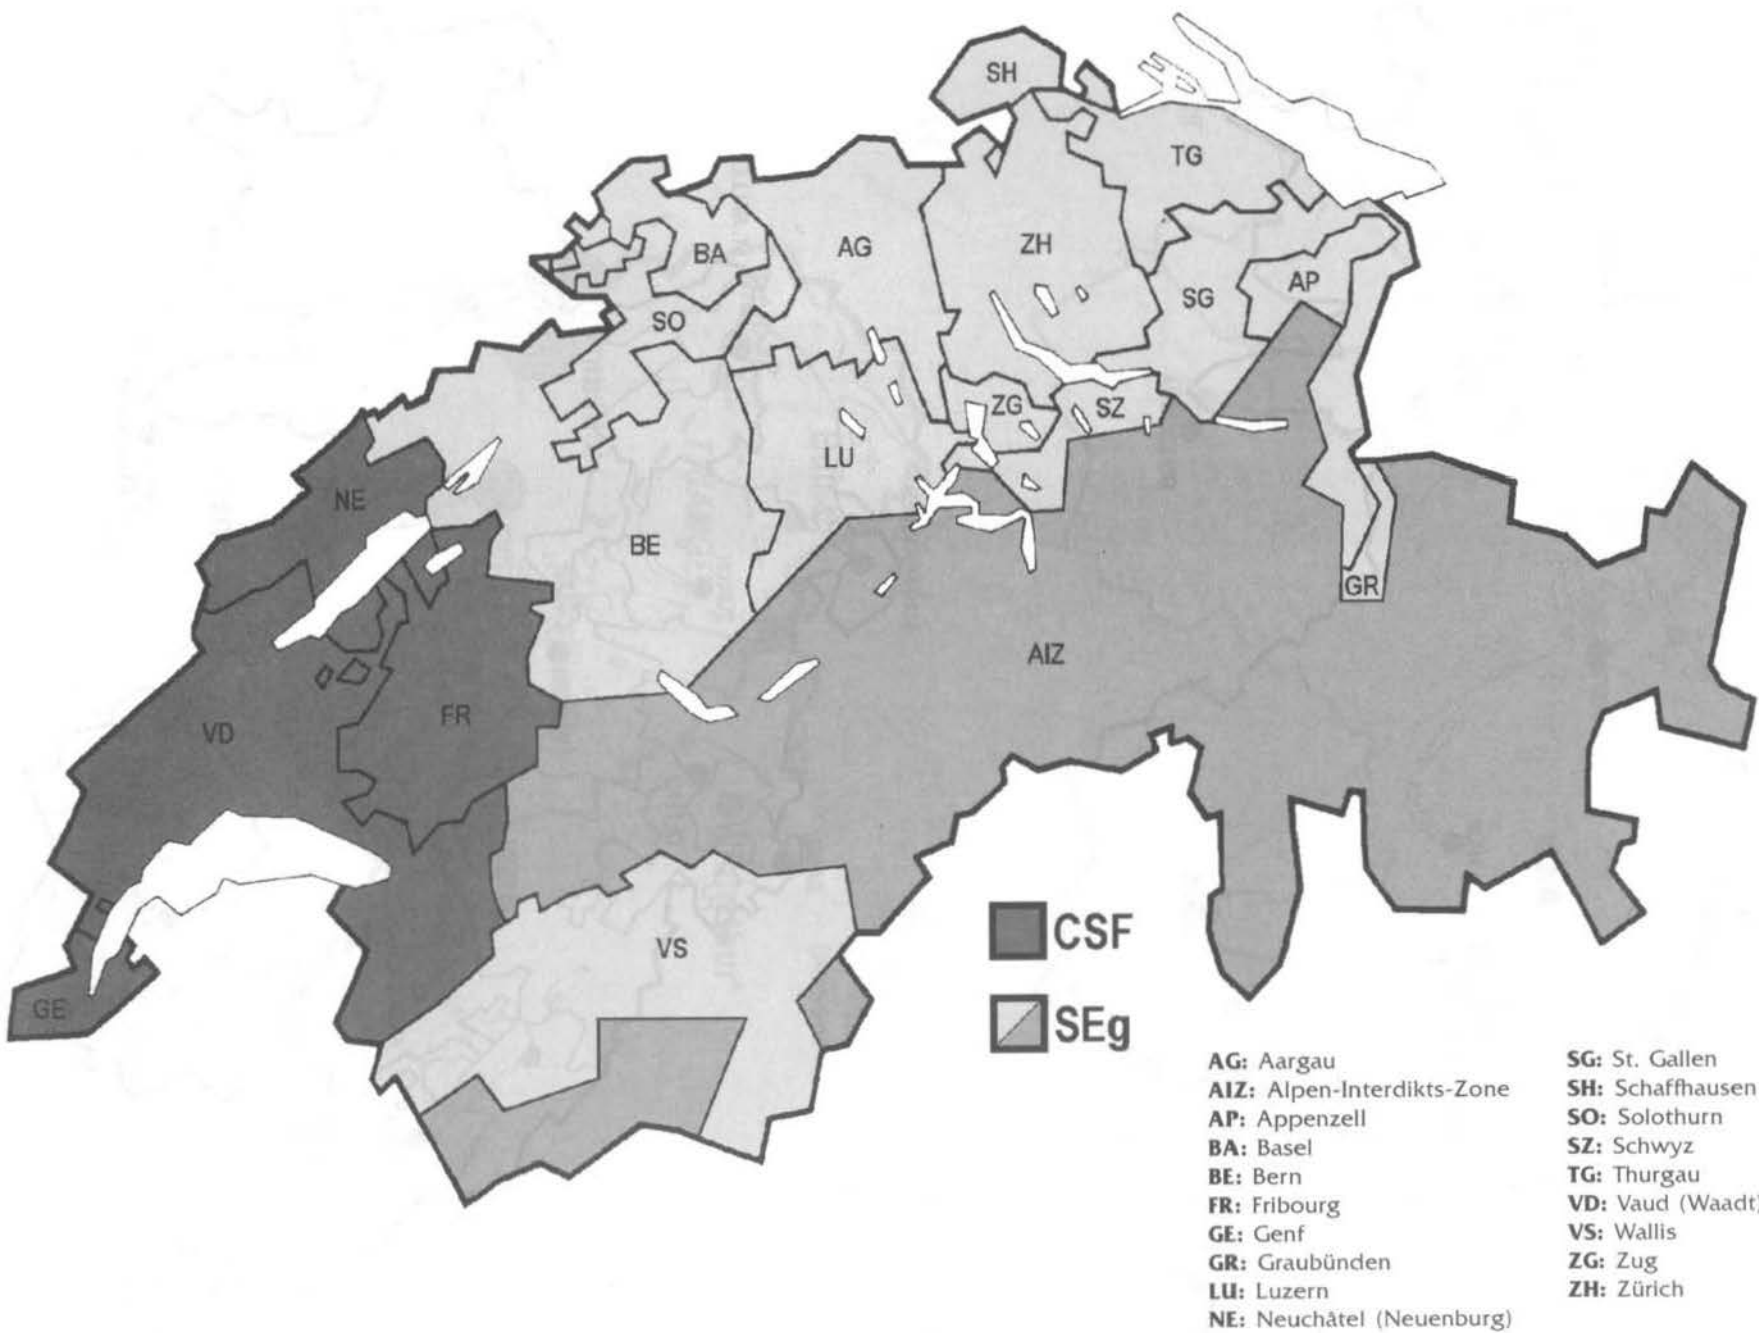 SH
TG
BA
AG
ZH
AP
SG
SO
ZG
SZ
LU
NE
BE
GR
AIZ
FR
VD
CSF
VS
GE
SEg
AG: Aargau
AIZ: Alpen-Interdikts-Zone
AP: Appenzell
BA: Basel
BE: Bern
FR: Fribourg
GE: Genf
GR: Graubünden
LU: Luzern
NE: Neuchâtel (Neuenburg)
SG: St. Gallen
SH: Schaffhausen
SO: Solothurn
SZ: Schwyz
TG: Thurgau
VD: Vaud (Waadt)
VS: Wallis
ZG: Zug
ZH: Zürich